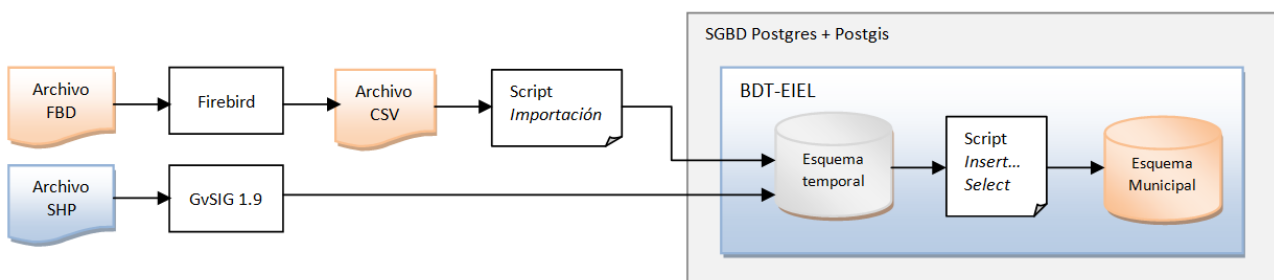 SGBD Postgres + Postgis
BDT-EIEL
Archivo
FBD
Firebird
Archivo
CSV
Script
Importación
Archivo
SHP
GvSIG 1.9
Esquema
temporal
Script
Insert...
Select
Esquema
Municipal